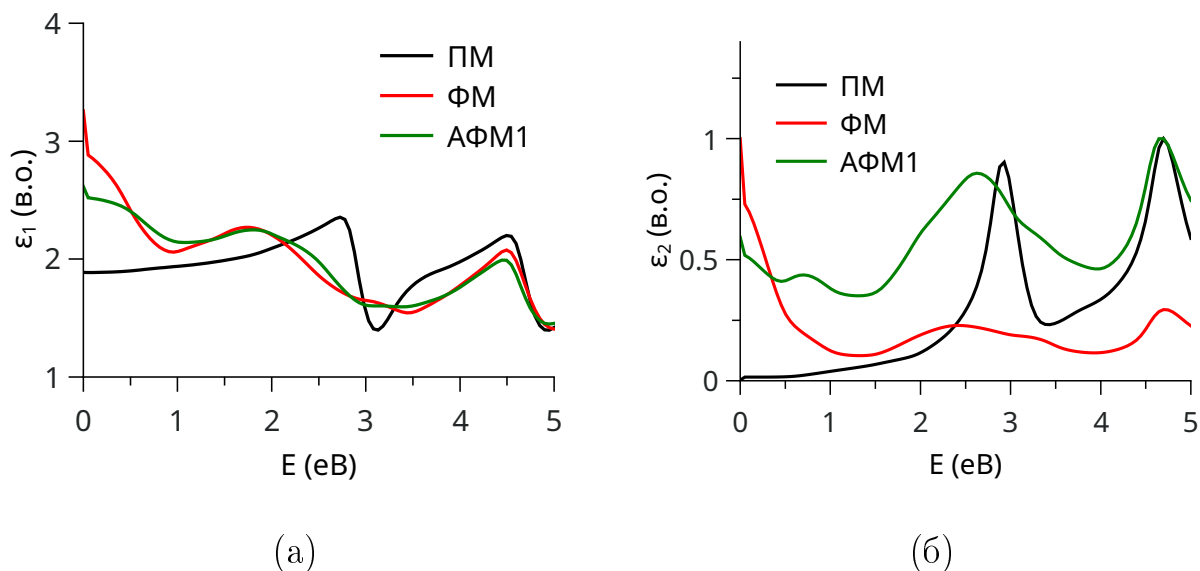 4
3
2
1
ε₁ (в.о.)
ПМ
ФМ
АФМ1
0 1 2 3 4 5
E (еВ)
(а)
1
0.5
0
ε₂ (в.о.)
ПМ
ФМ
АФМ1
0 1 2 3 4 5
E (еВ)
(б)